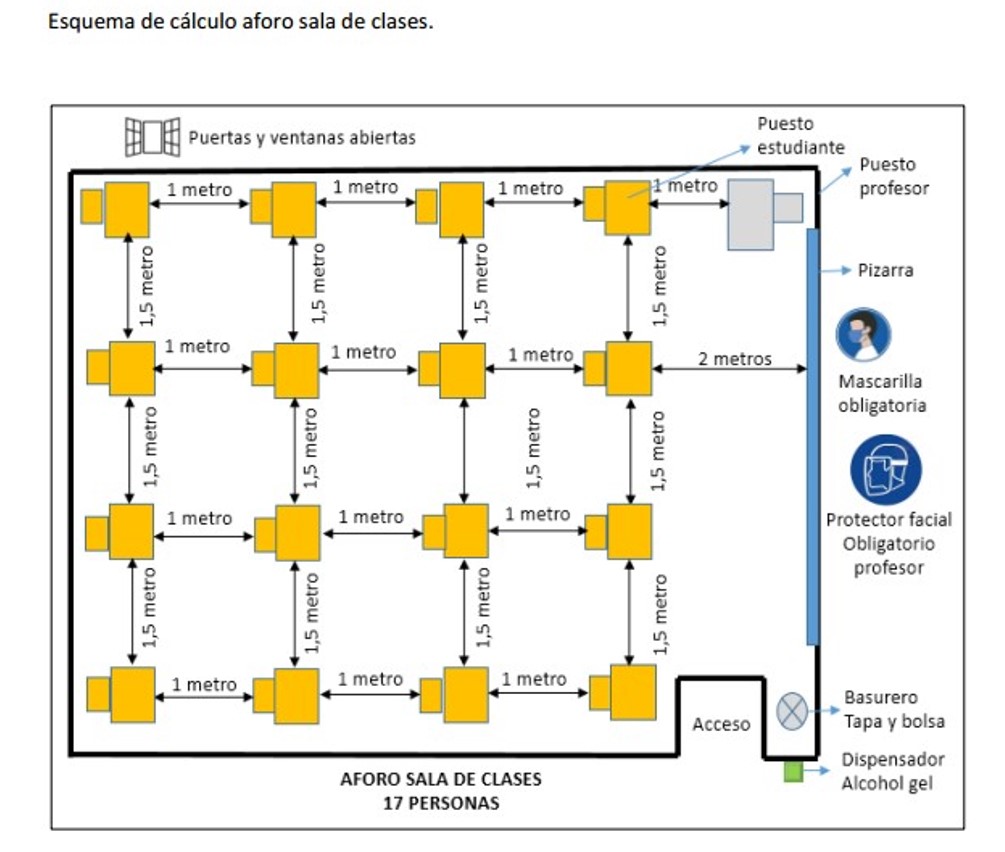 Esquema de cálculo aforo sala de clases.
Puertas y ventanas abiertas
Puesto
estudiante
Puesto
profesor
1 metro
1 metro
1 metro
1 metro
1,5 metro
1,5 metro
1,5 metro
1,5 metro
Pizarra
1 metro
1 metro
1 metro
2 metros
Mascarilla
obligatoria
1,5 metro
1,5 metro
1,5 metro
1,5 metro
1 metro
1 metro
1 metro
Protector facial
Obligatorio
profesor
1,5 metro
1,5 metro
1,5 metro
1,5 metro
1 metro
1 metro
1 metro
Acceso
Basurero
Tapa y bolsa
Dispensador
Alcohol gel
AFORO SALA DE CLASES
17 PERSONAS